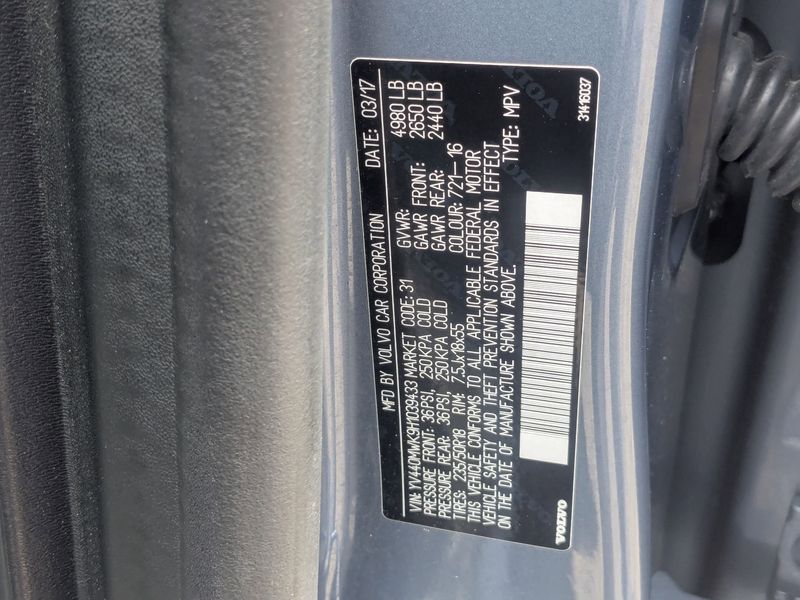 MFD BY VOLVO CAR CORPORATION DATE: 03/17
VIN: YV440MWK9H1039433 MARKET CODE: 31 GVWR: 4980 LB
PRESSURE FRONT: 36PSI, 250KPA COLD GAWR FRONT: 2650 LB
PRESSURE REAR: 36PSI, 250KPA COLD GAWR REAR: 2440 LB
TIRES: 235/50R18 RIM: 7.5Jx18x55 COLOUR: 721-16
THIS VEHICLE CONFORMS TO ALL APPLICABLE FEDERAL MOTOR
VEHICLE SAFETY AND THEFT PREVENTION STANDARDS IN EFFECT
ON THE DATE OF MANUFACTURE SHOWN ABOVE. TYPE: MPV
VOLVO 31416037